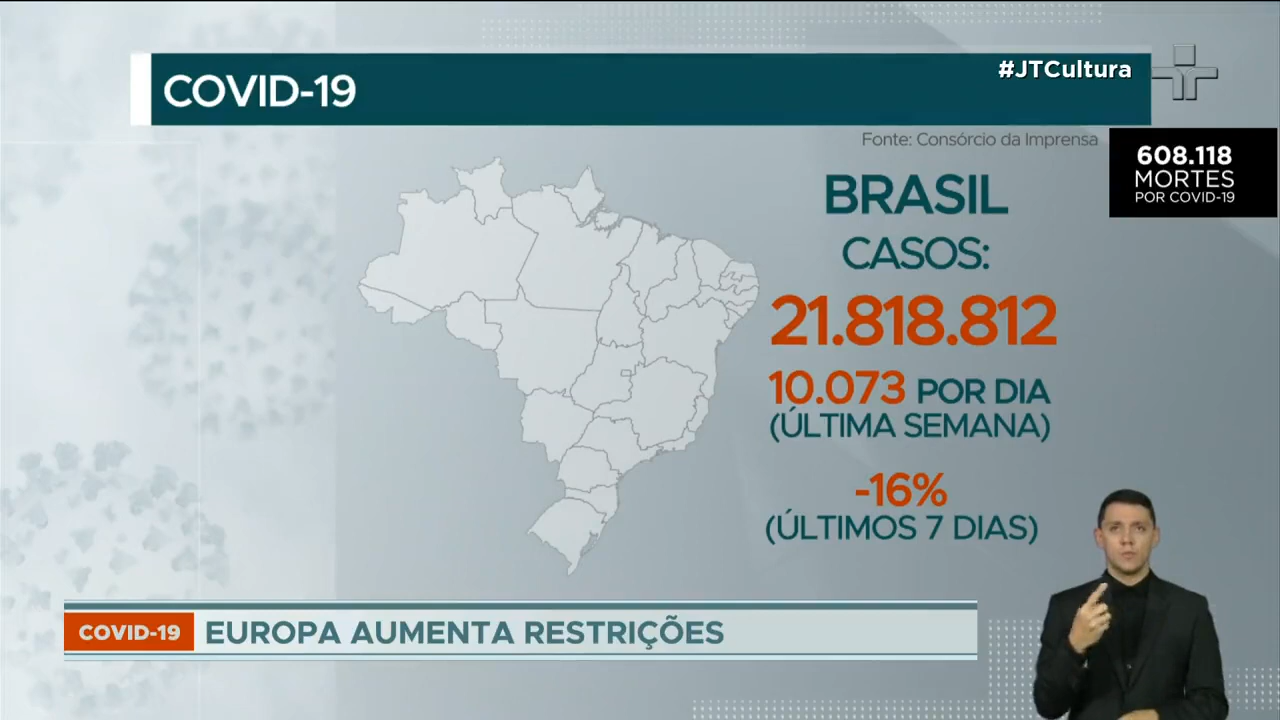 COVID-19
#JTCultura
Fonte: Consórcio da Imprensa
608.118
MORTES
POR COVID-19
BRASIL
CASOS:
21.818.812
10.073 POR DIA
(ÚLTIMA SEMANA)
-16%
(ÚLTIMOS 7 DIAS)
COVID-19 EUROPA AUMENTA RESTRIÇÕES